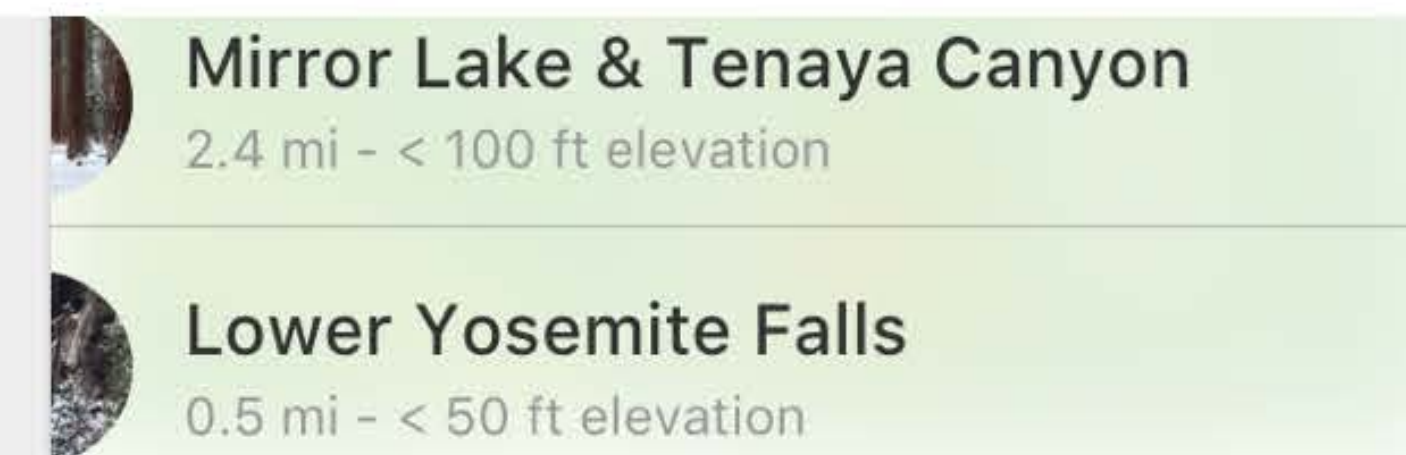 Mirror Lake & Tenaya Canyon
2.4 mi - < 100 ft elevation
Lower Yosemite Falls
0.5 mi - < 50 ft elevation